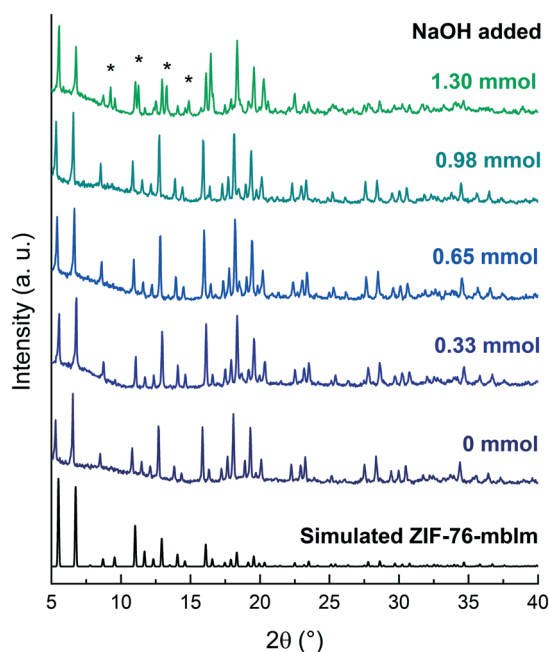 NaOH added
1.30 mmol
* * * *
0.98 mmol
0.65 mmol
0.33 mmol
0 mmol
Simulated ZIF-76-mbIm
Intensity (a. u.)
5 10 15 20 25 30 35 40
2θ (°)